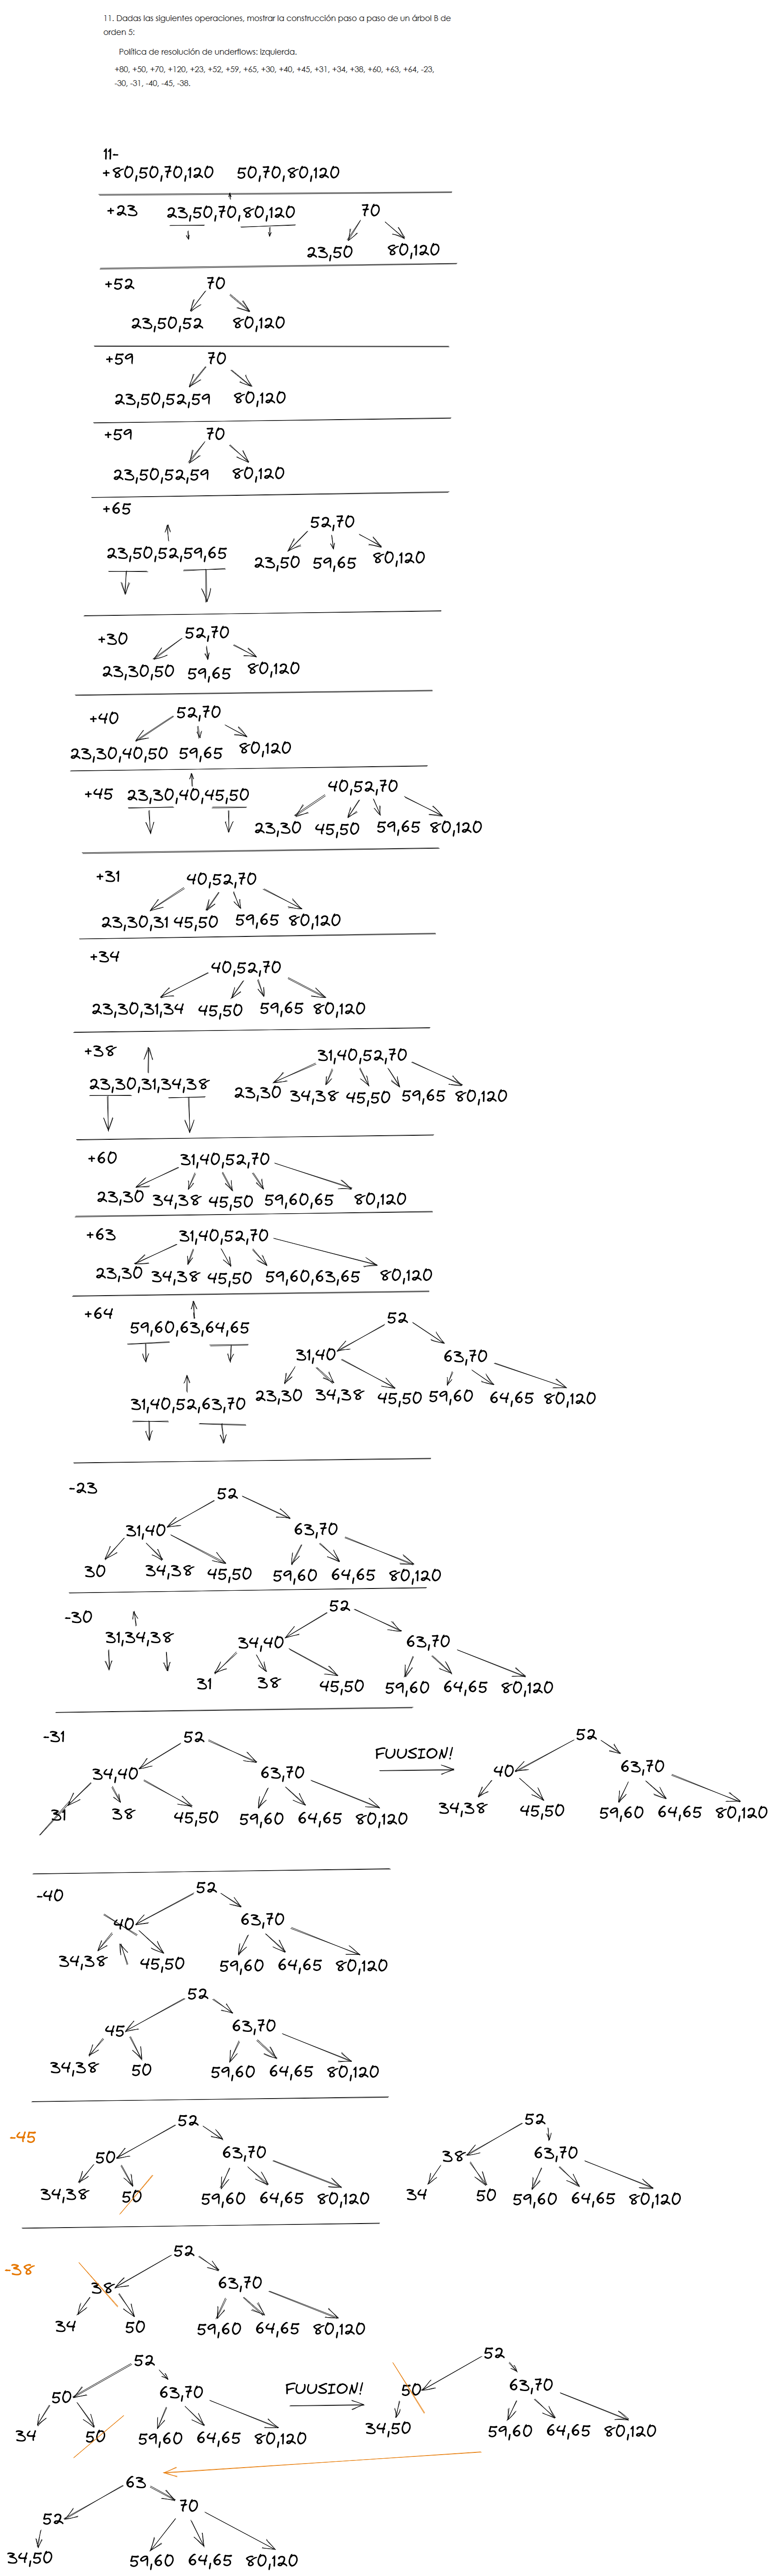 11. Dadas las siguientes operaciones, mostrar la construcción paso a paso de un árbol B de
orden 5:
Política de resolución de underflows: izquierda.
+80, +50, +70, +120, +23, +52, +59, +65, +30, +40, +45, +31, +34, +38, +60, +63, +64, -23,
-30, -31, -40, -45, -38.
11-
+80,50,70,120 50,70,80,120
+23 23,50,70,80,120 70
23,50 80,120
+52 70
23,50,52 80,120
+59 70
23,50,52,59 80,120
+59 70
23,50,52,59 80,120
+65
52,70
23,50,52,59,65 23,50 59,65 80,120
+30 52,70
23,30,50 59,65 80,120
+40 52,70
23,30,40,50 59,65 80,120
+45 23,30,40,45,50 40,52,70
23,30 45,50 59,65 80,120
+31 40,52,70
23,30,31 45,50 59,65 80,120
+34 40,52,70
23,30,31,34 45,50 59,65 80,120
+38 31,40,52,70
23,30,31,34,38 23,30 34,38 45,50 59,65 80,120
+60 31,40,52,70
23,30 34,38 45,50 59,60,65 80,120
+63 31,40,52,70
23,30 34,38 45,50 59,60,63,65 80,120
+64 59,60,63,64,65 52
31,40 63,70
31,40,52,63,70 23,30 34,38 45,50 59,60 64,65 80,120
-23 52
31,40 63,70
30 34,38 45,50 59,60 64,65 80,120
-30 52
31,34,38 34,40 63,70
31 38 45,50 59,60 64,65 80,120
-31 52 FUUSION! 52
34,40 63,70 40 63,70
31 38 45,50 59,60 64,65 80,120 34,38 45,50 59,60 64,65 80,120
-40 52
40 63,70
34,38 45,50 59,60 64,65 80,120
52
45 63,70
34,38 50 59,60 64,65 80,120
-45 52 52
50 63,70 38 63,70
34,38 50 59,60 64,65 80,120 34 50 59,60 64,65 80,120
-38 52
38 63,70
34 50 59,60 64,65 80,120
52 FUUSION! 52
50 63,70 50 63,70
34 50 59,60 64,65 80,120 34,50 59,60 64,65 80,120
63
52 70
34,50 59,60 64,65 80,120